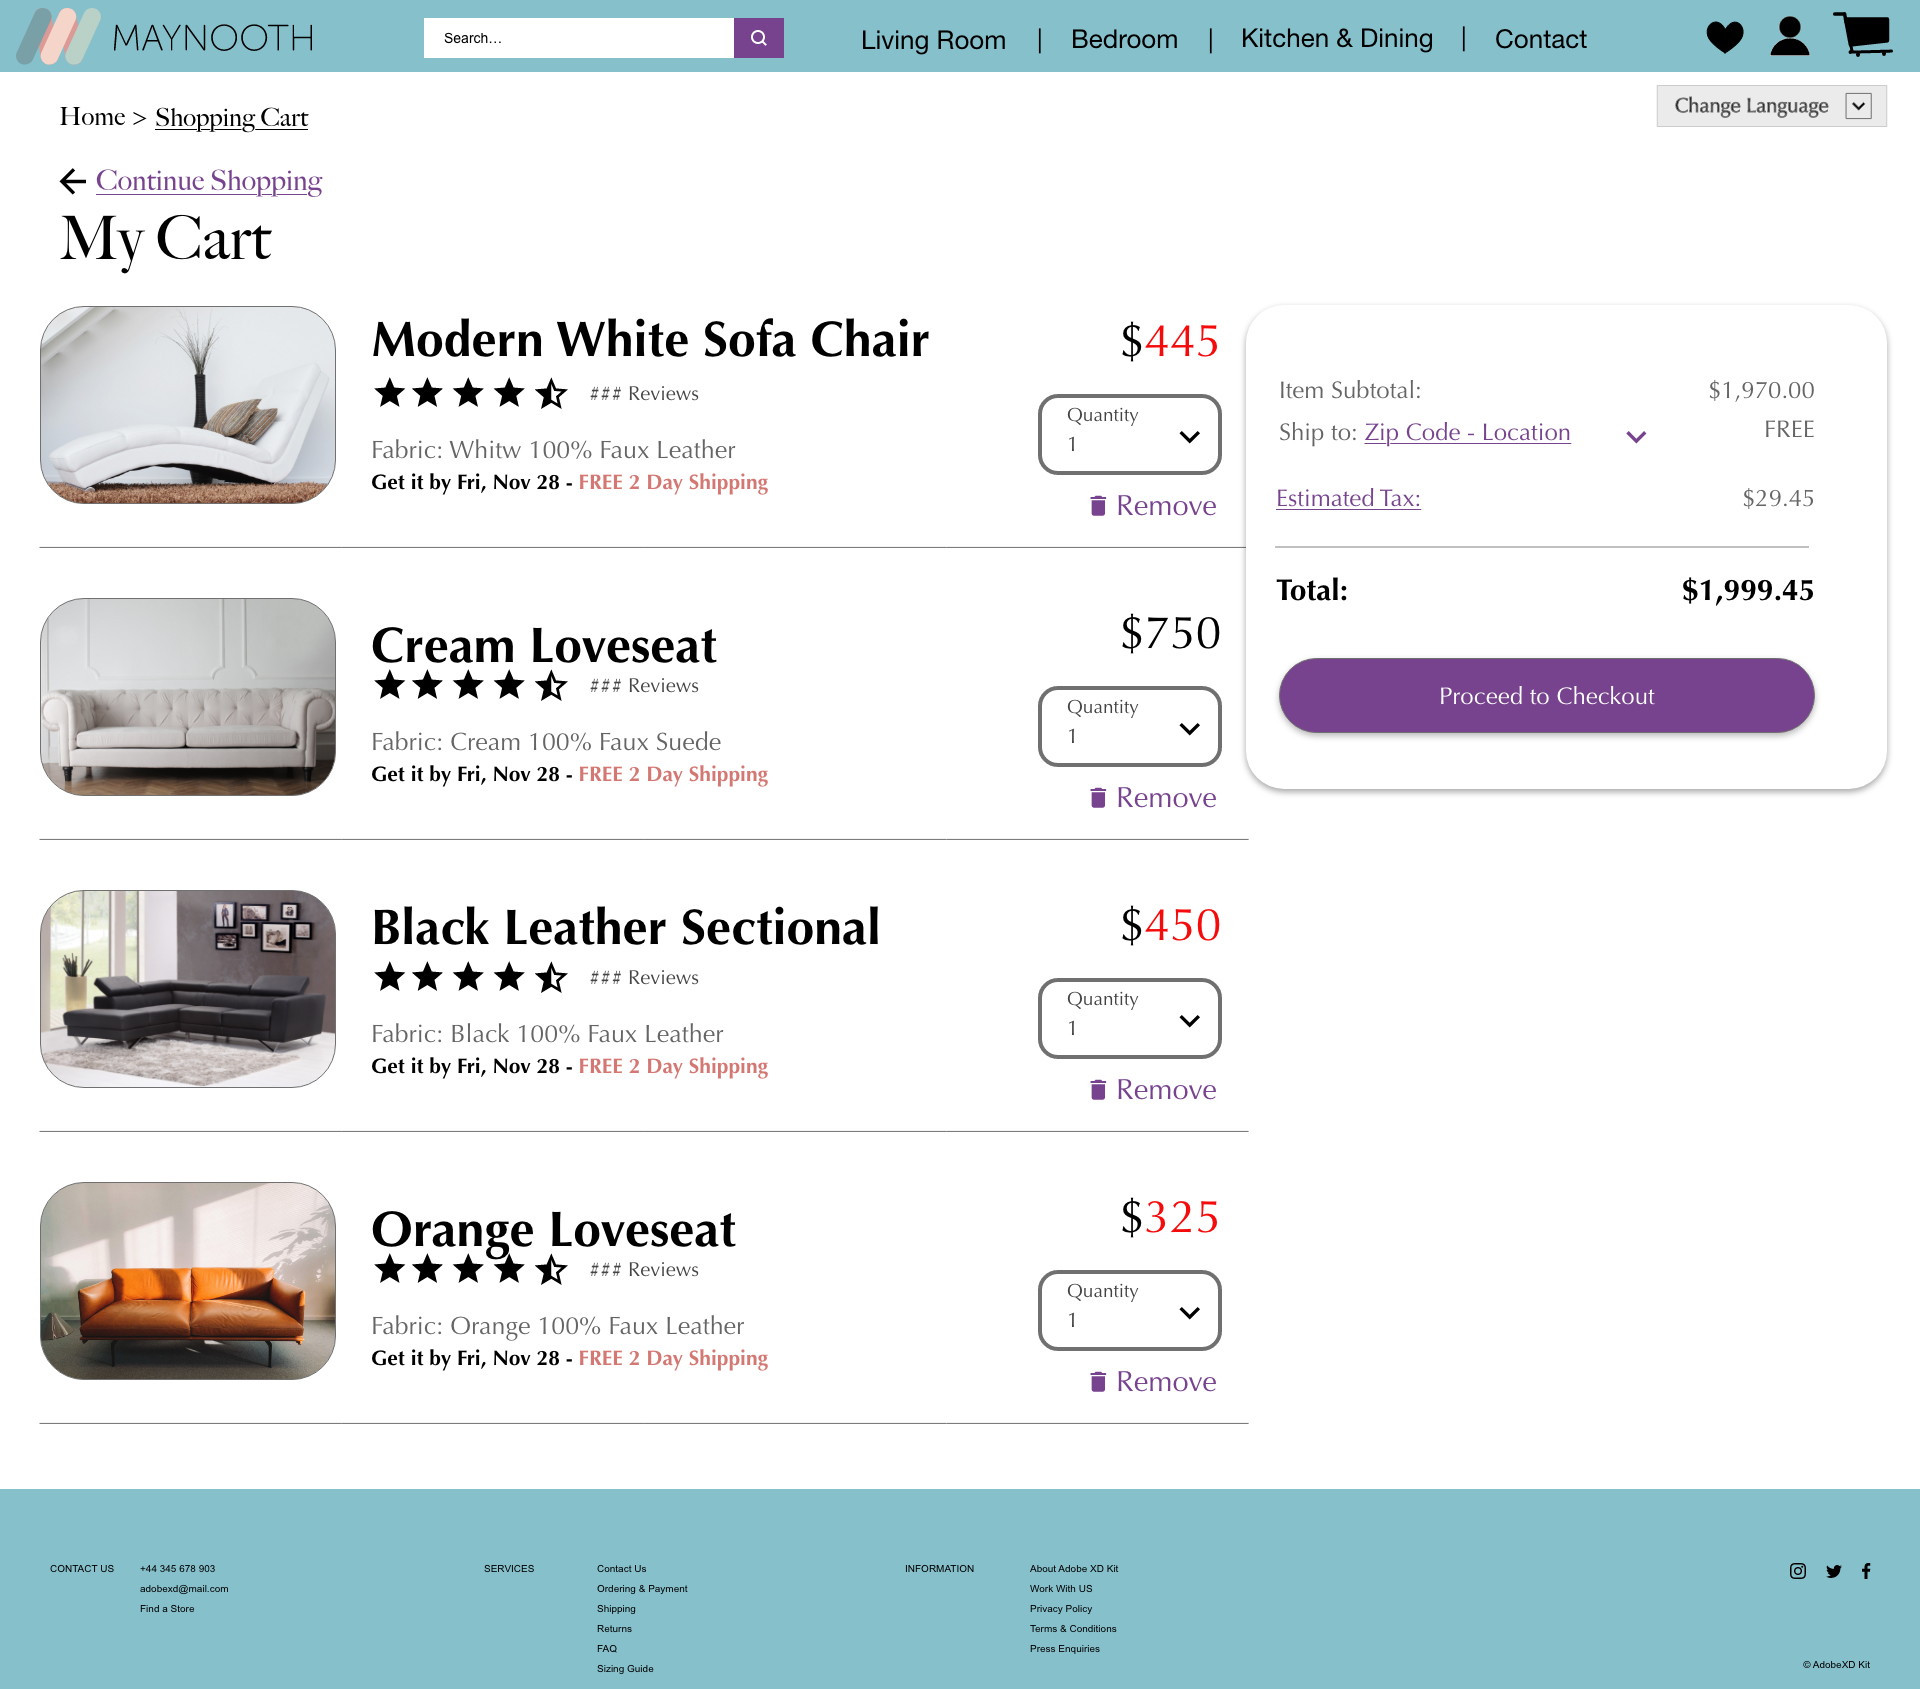 MAYNOOTH
Search...
Living Room | Bedroom | Kitchen & Dining | Contact
Home > Shopping Cart
Change Language
Continue Shopping
My Cart
Modern White Sofa Chair
$445
### Reviews
Quantity
1
Fabric: Whitw 100% Faux Leather
Get it by Fri, Nov 28 - FREE 2 Day Shipping
Remove
Item Subtotal: $1,970.00
Ship to: Zip Code - Location FREE
Estimated Tax: $29.45
Total: $1,999.45
Proceed to Checkout
Cream Loveseat
$750
### Reviews
Quantity
1
Fabric: Cream 100% Faux Suede
Get it by Fri, Nov 28 - FREE 2 Day Shipping
Remove
Black Leather Sectional
$450
### Reviews
Quantity
1
Fabric: Black 100% Faux Leather
Get it by Fri, Nov 28 - FREE 2 Day Shipping
Remove
Orange Loveseat
$325
### Reviews
Quantity
1
Fabric: Orange 100% Faux Leather
Get it by Fri, Nov 28 - FREE 2 Day Shipping
Remove
CONTACT US
+44 345 678 903
adobexd@mail.com
Find a Store
SERVICES
Contact Us
Ordering & Payment
Shipping
Returns
FAQ
Sizing Guide
INFORMATION
About Adobe XD Kit
Work With US
Privacy Policy
Terms & Conditions
Press Enquiries
© AdobeXD Kit